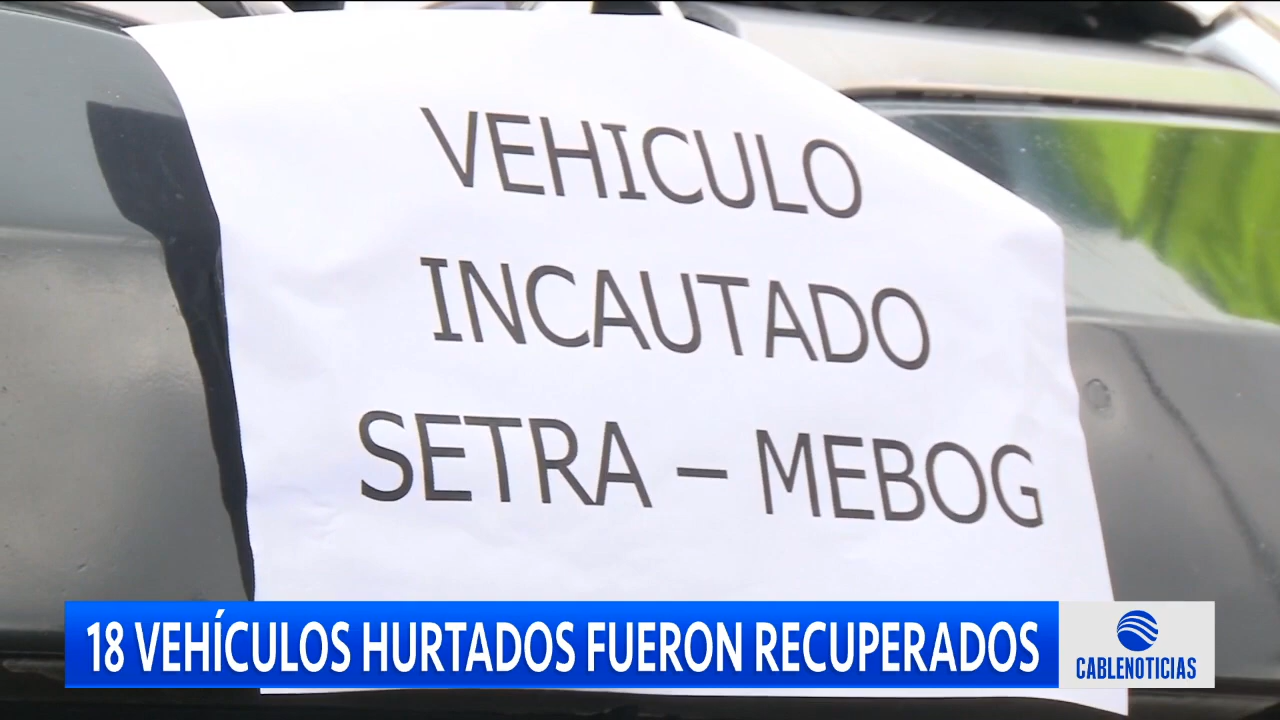 VEHICULO
INCAUTADO
SETRA – MEBOG
18 VEHÍCULOS HURTADOS FUERON RECUPERADOS
CABLENOTICIAS